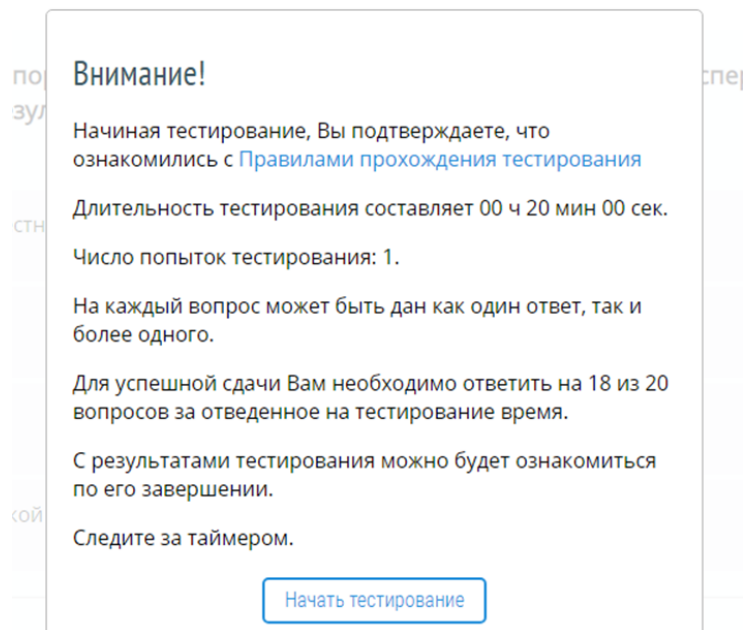 Внимание!
Начиная тестирование, Вы подтверждаете, что
ознакомились с Правилами прохождения тестирования
Длительность тестирования составляет 00 ч 20 мин 00 сек.
Число попыток тестирования: 1.
На каждый вопрос может быть дан как один ответ, так и
более одного.
Для успешной сдачи Вам необходимо ответить на 18 из 20
вопросов за отведенное на тестирование время.
С результатами тестирования можно будет ознакомиться
по его завершении.
Следите за таймером.
Начать тестирование